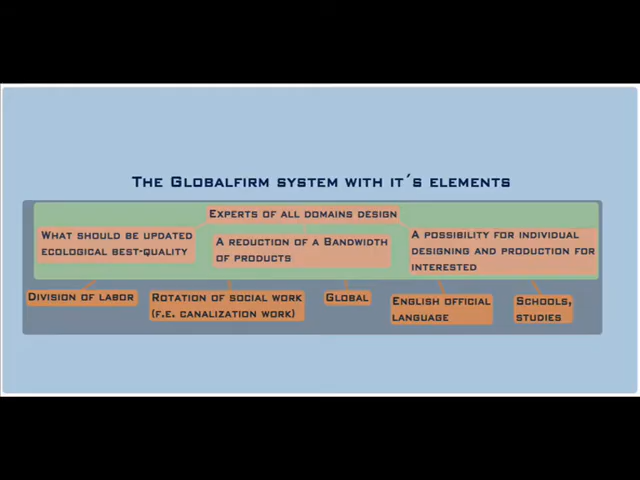 The Globalfirm system with it´s elements
Experts of all domains design
What should be updated
ecological best-quality
A reduction of a Bandwidth
of products
A possibility for individual
designing and production for
interested
Division of labor
Rotation of social work
(f.e. canalization work)
Global
English official
language
Schools,
studies